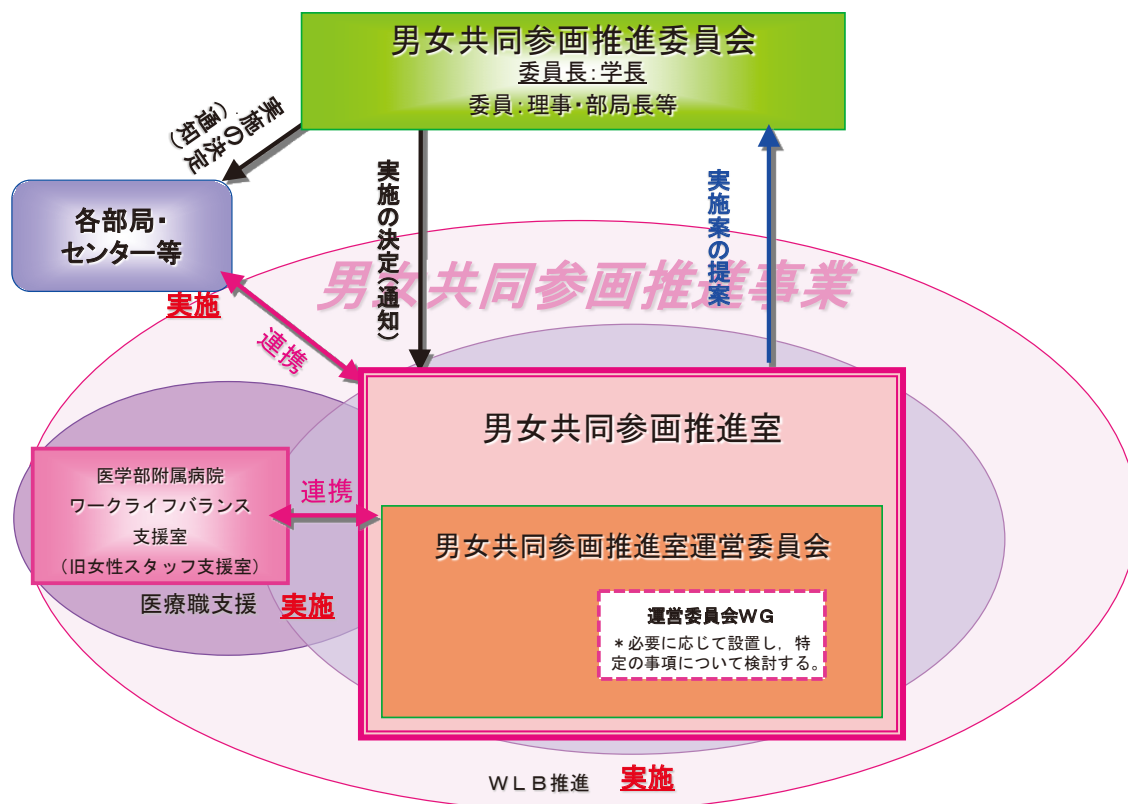 男女共同参画推進委員会
委員長：学長
委員：理事・部局長等
実施の決定
（通知）
実施の決定（通知）
実施案の提案
各部局・
センター等
男女共同参画推進事業
実施
連携
男女共同参画推進室
医学部附属病院
ワークライフバランス
支援室
（旧女性スタッフ支援室）
連携
男女共同参画推進室運営委員会
医療職支援
実施
運営委員会ＷＧ
＊必要に応じて設置し，特
定の事項について検討する。
ＷＬＢ推進
実施